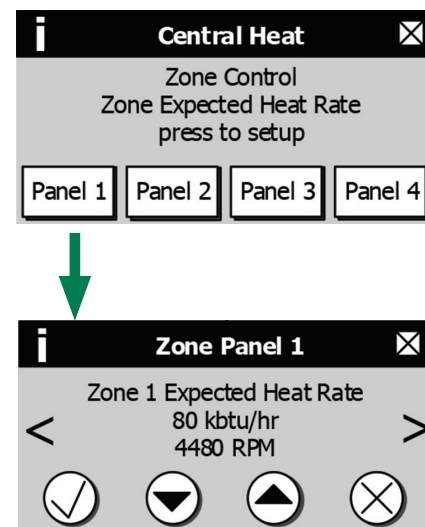 i Central Heat
Zone Control
Zone Expected Heat Rate
press to setup
Panel 1 Panel 2 Panel 3 Panel 4
i Zone Panel 1
Zone 1 Expected Heat Rate
< 80 kbtu/hr >
4480 RPM